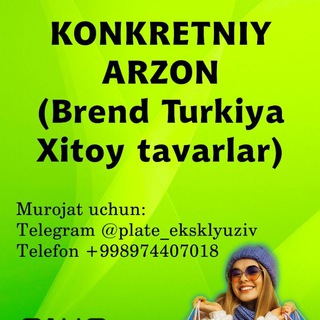 KONKRETNIY
ARZON
(Brend Turkiya
Xitoy tavarlar)
Murojat uchun:
Telegram @plate_eksklyuziv
Telefon +998974407018